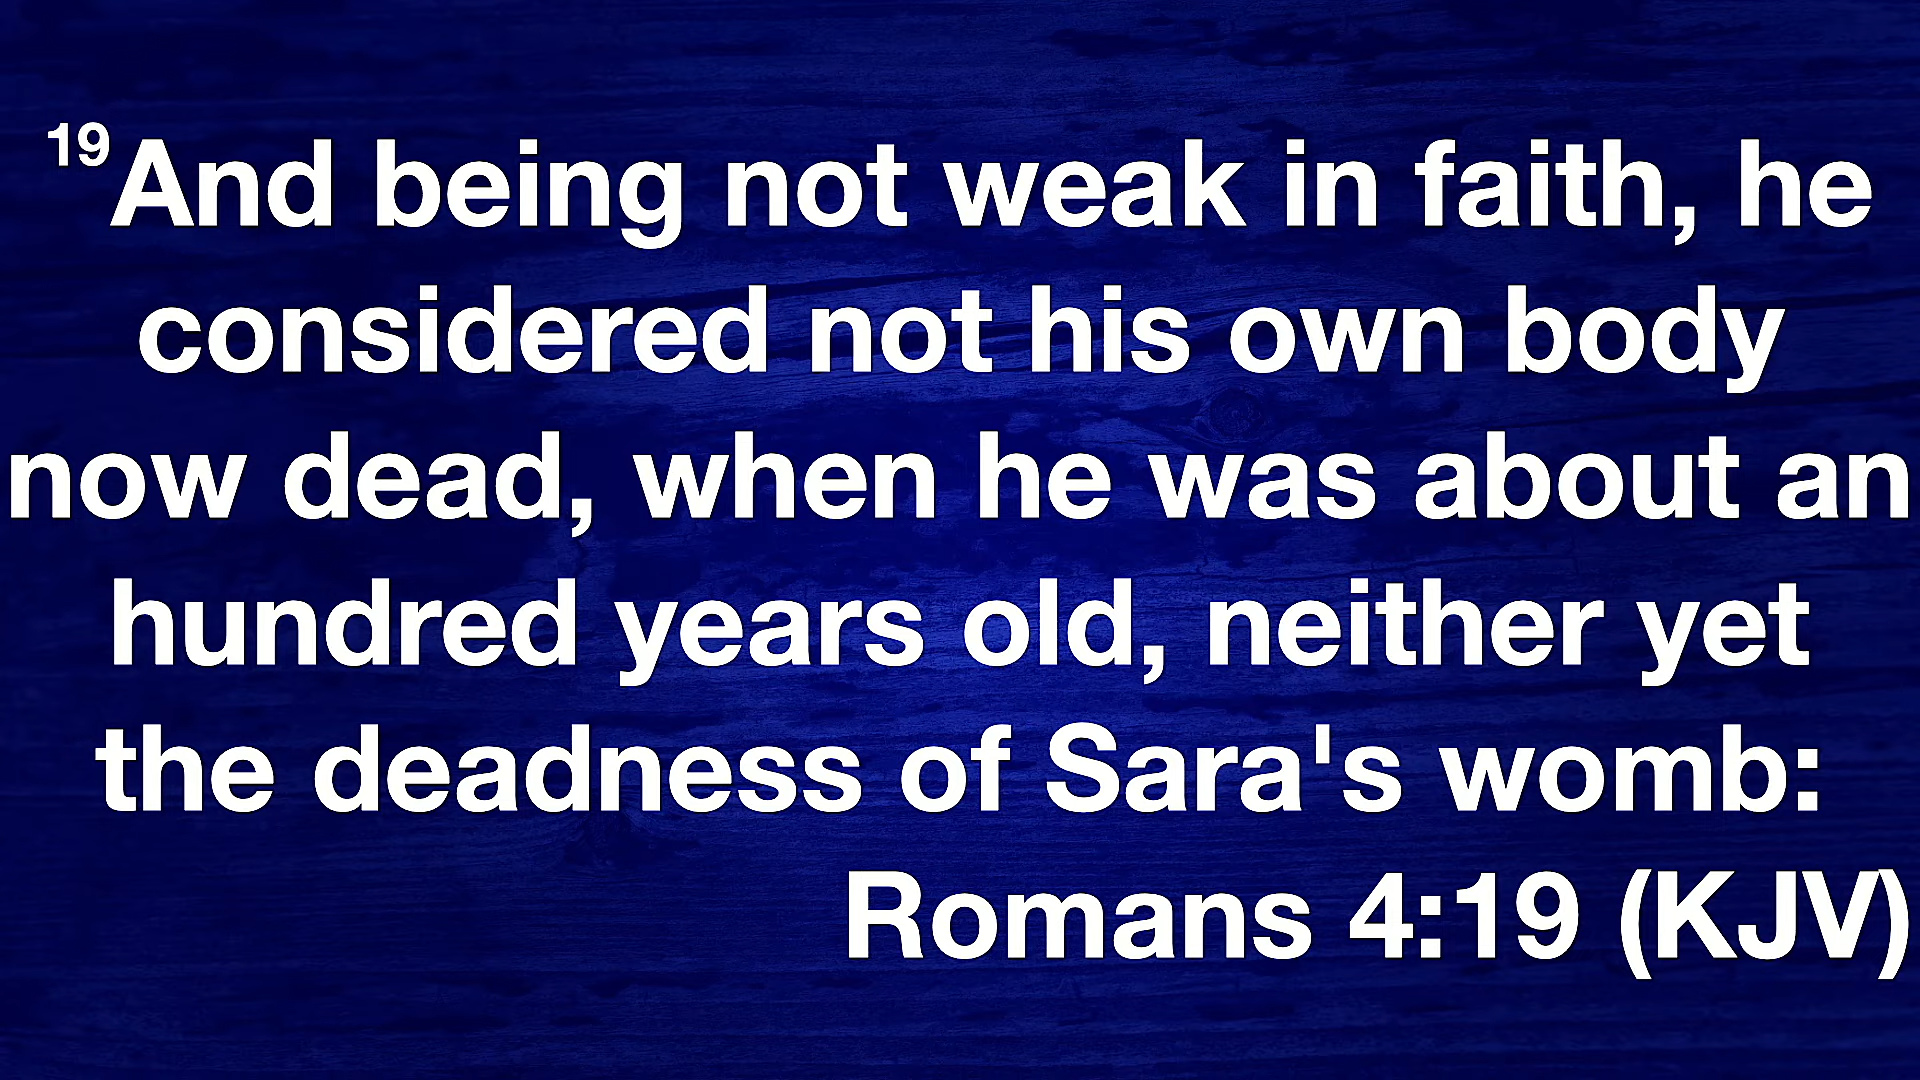 19And being not weak in faith, he
considered not his own body
now dead, when he was about an
hundred years old, neither yet
the deadness of Sara's womb:
Romans 4:19 (KJV)